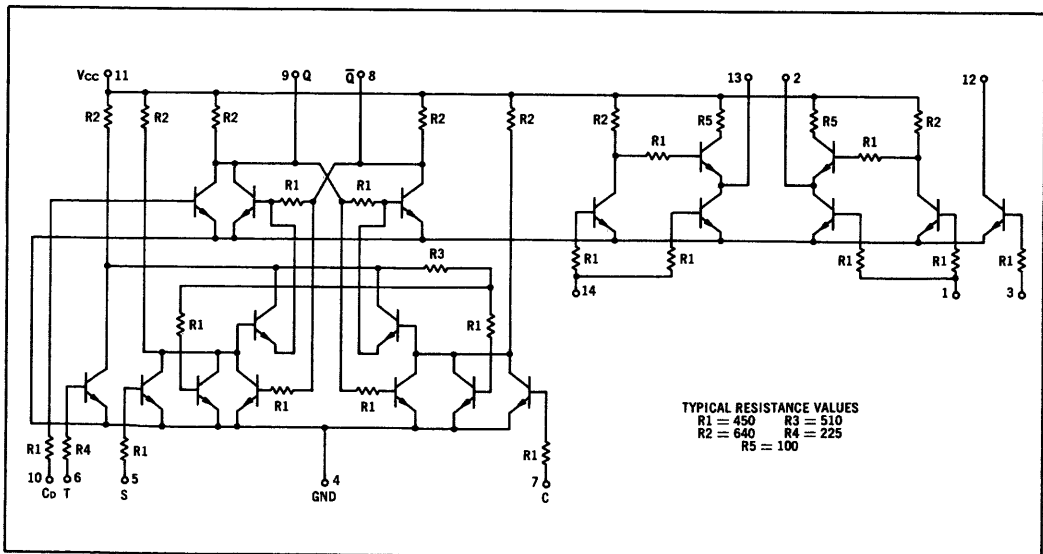 Vcc 11
9 Q
Q̅ 8
13
2
12
R2
R2
R2
R2
R2
R2
R5
R5
R2
R1
R1
R1
R1
R3
R1
R1
R1
R1
14
1
3
R1
R1
R1
R1
R1
R1
R4
R1
R1
10
6
5
4
7
CD
T
S
GND
C
TYPICAL RESISTANCE VALUES
R1 = 450 R3 = 510
R2 = 640 R4 = 225
R5 = 100